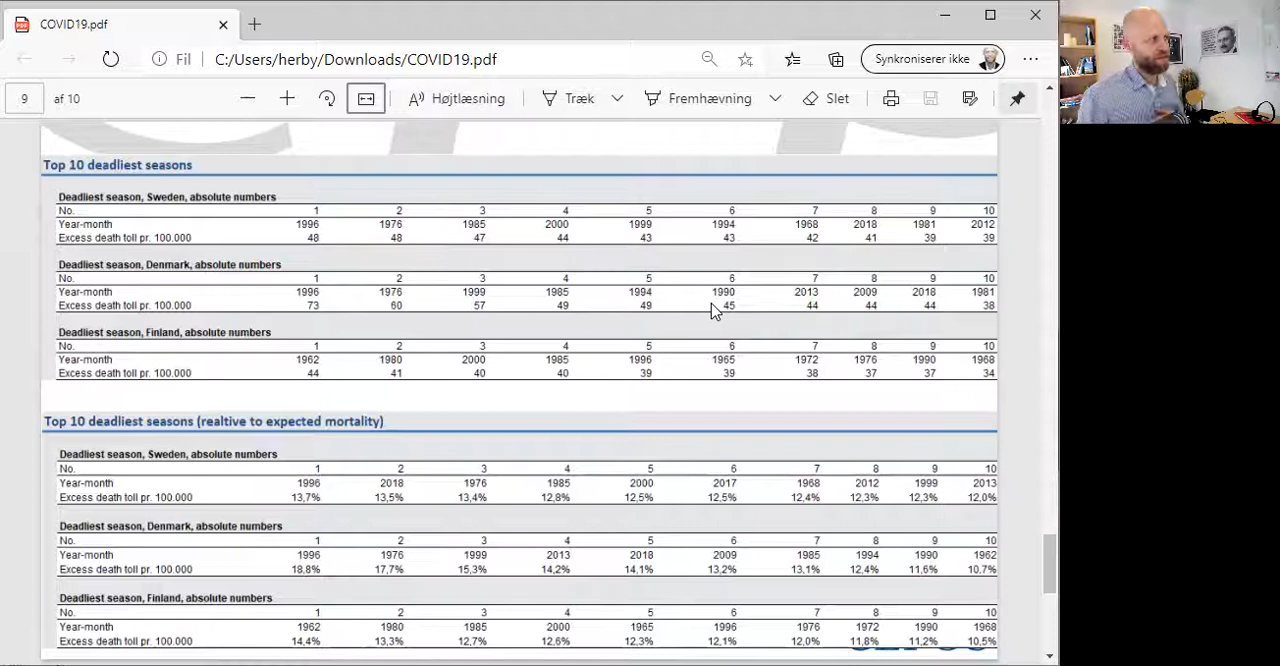 COVID19.pdf
Fil C:/Users/herby/Downloads/COVID19.pdf Synkroniserer ikke
9 af 10 Højtlæsning Træk Fremhævning Slet
Top 10 deadliest seasons
Deadliest season, Sweden, absolute numbers
No. 1 2 3 4 5 6 7 8 9 10
Year-month 1996 1976 1985 2000 1999 1994 1968 2018 1981 2012
Excess death toll pr. 100.000 48 48 47 44 43 43 42 41 39 39
Deadliest season, Denmark, absolute numbers
No. 1 2 3 4 5 6 7 8 9 10
Year-month 1996 1976 1999 1985 1994 1990 2013 2009 2018 1981
Excess death toll pr. 100.000 73 60 57 49 49 45 44 44 44 38
Deadliest season, Finland, absolute numbers
No. 1 2 3 4 5 6 7 8 9 10
Year-month 1962 1980 2000 1985 1996 1965 1972 1976 1990 1968
Excess death toll pr. 100.000 44 41 40 40 39 39 38 37 37 34
Top 10 deadliest seasons (realtive to expected mortality)
Deadliest season, Sweden, absolute numbers
No. 1 2 3 4 5 6 7 8 9 10
Year-month 1996 2018 1976 1985 2000 2017 1968 2012 1999 2013
Excess death toll pr. 100.000 13,7% 13,5% 13,4% 12,8% 12,5% 12,5% 12,4% 12,3% 12,3% 12,0%
Deadliest season, Denmark, absolute numbers
No. 1 2 3 4 5 6 7 8 9 10
Year-month 1996 1976 1999 2013 2018 2009 1985 1994 1990 1962
Excess death toll pr. 100.000 18,8% 17,7% 15,3% 14,2% 14,1% 13,2% 13,1% 12,4% 11,6% 10,7%
Deadliest season, Finland, absolute numbers
No. 1 2 3 4 5 6 7 8 9 10
Year-month 1962 1980 1985 2000 1965 1996 1976 1972 1990 1968
Excess death toll pr. 100.000 14,4% 13,3% 12,7% 12,6% 12,3% 12,1% 12,0% 11,8% 11,2% 10,5%